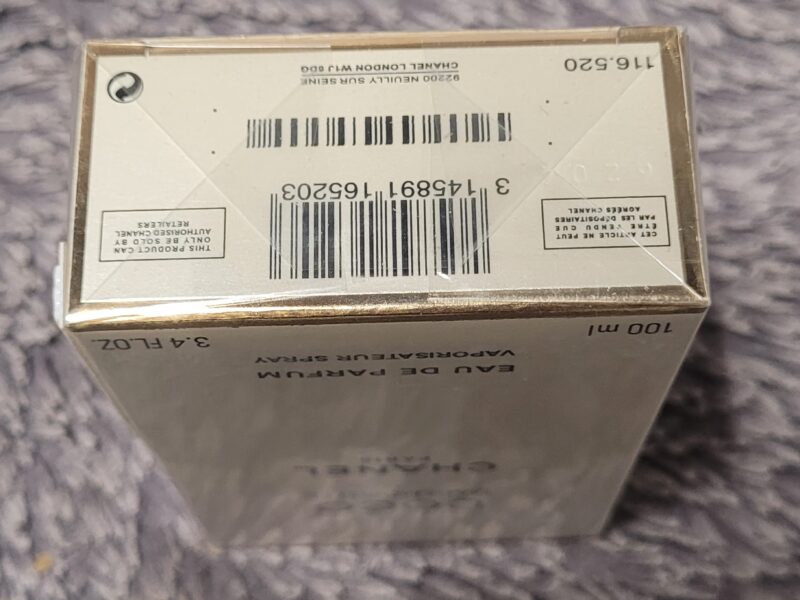 CHANEL
PARIS
EAU DE PARFUM
VAPORISATEUR SPRAY
100 ml
3.4 FL.OZ.
CET ARTICLE NE PEUT
ÊTRE VENDU QUE
PAR LES DÉPOSITAIRES
AGRÉÉS CHANEL
THIS PRODUCT CAN
ONLY BE SOLD BY
AUTHORISED CHANEL
RETAILERS
3 145891 165203
116.520
92200 NEUILLY SUR SEINE
CHANEL LONDON W1J 6DG